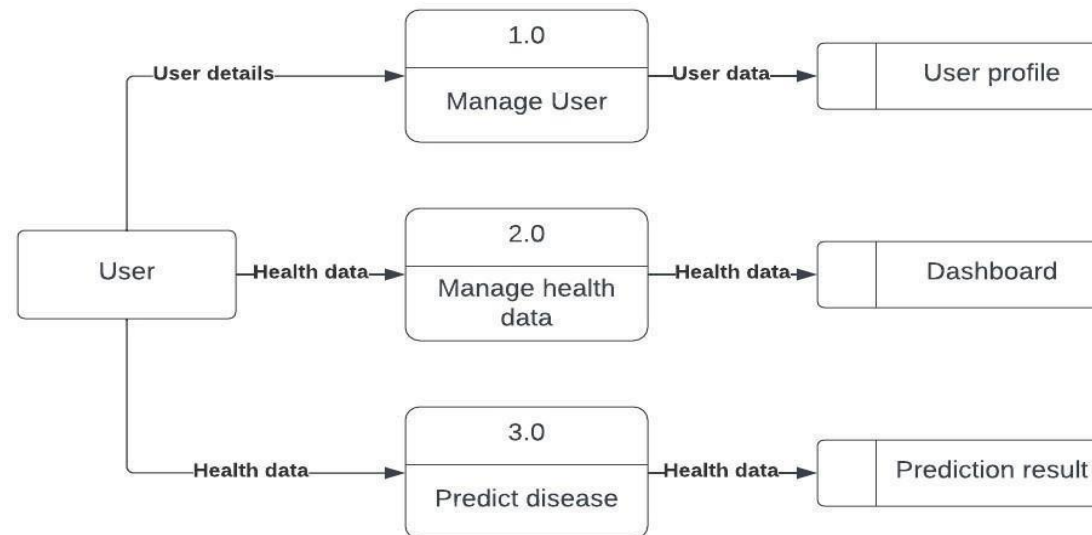 1.0
User details
User data
User profile
Manage User
2.0
User
Health data
Health data
Dashboard
Manage health
data
3.0
Health data
Health data
Prediction result
Predict disease